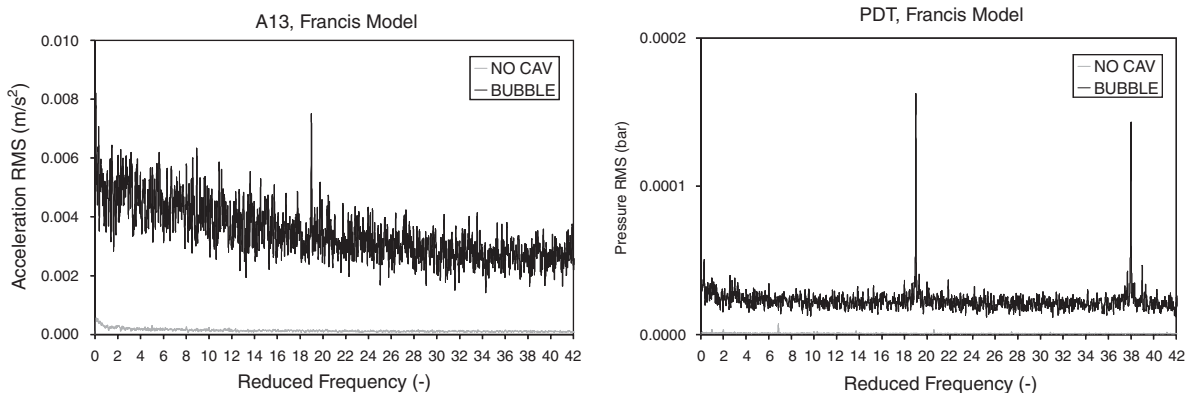 A13, Francis Model
0.010
0.008
0.006
0.004
0.002
0.000
Acceleration RMS (m/s²)
NO CAV
BUBBLE
0 2 4 6 8 10 12 14 16 18 20 22 24 26 28 30 32 34 36 38 40 42
Reduced Frequency (-)
PDT, Francis Model
0.0002
0.0001
0.0000
Pressure RMS (bar)
NO CAV
BUBBLE
0 2 4 6 8 10 12 14 16 18 20 22 24 26 28 30 32 34 36 38 40 42
Reduced Frequency (-)